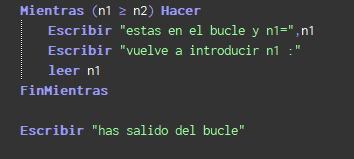 Mientras (n1 ≥ n2) Hacer
Escribir "estas en el bucle y n1=",n1
Escribir "vuelve a introducir n1 :"
leer n1
FinMientras
Escribir "has salido del bucle"